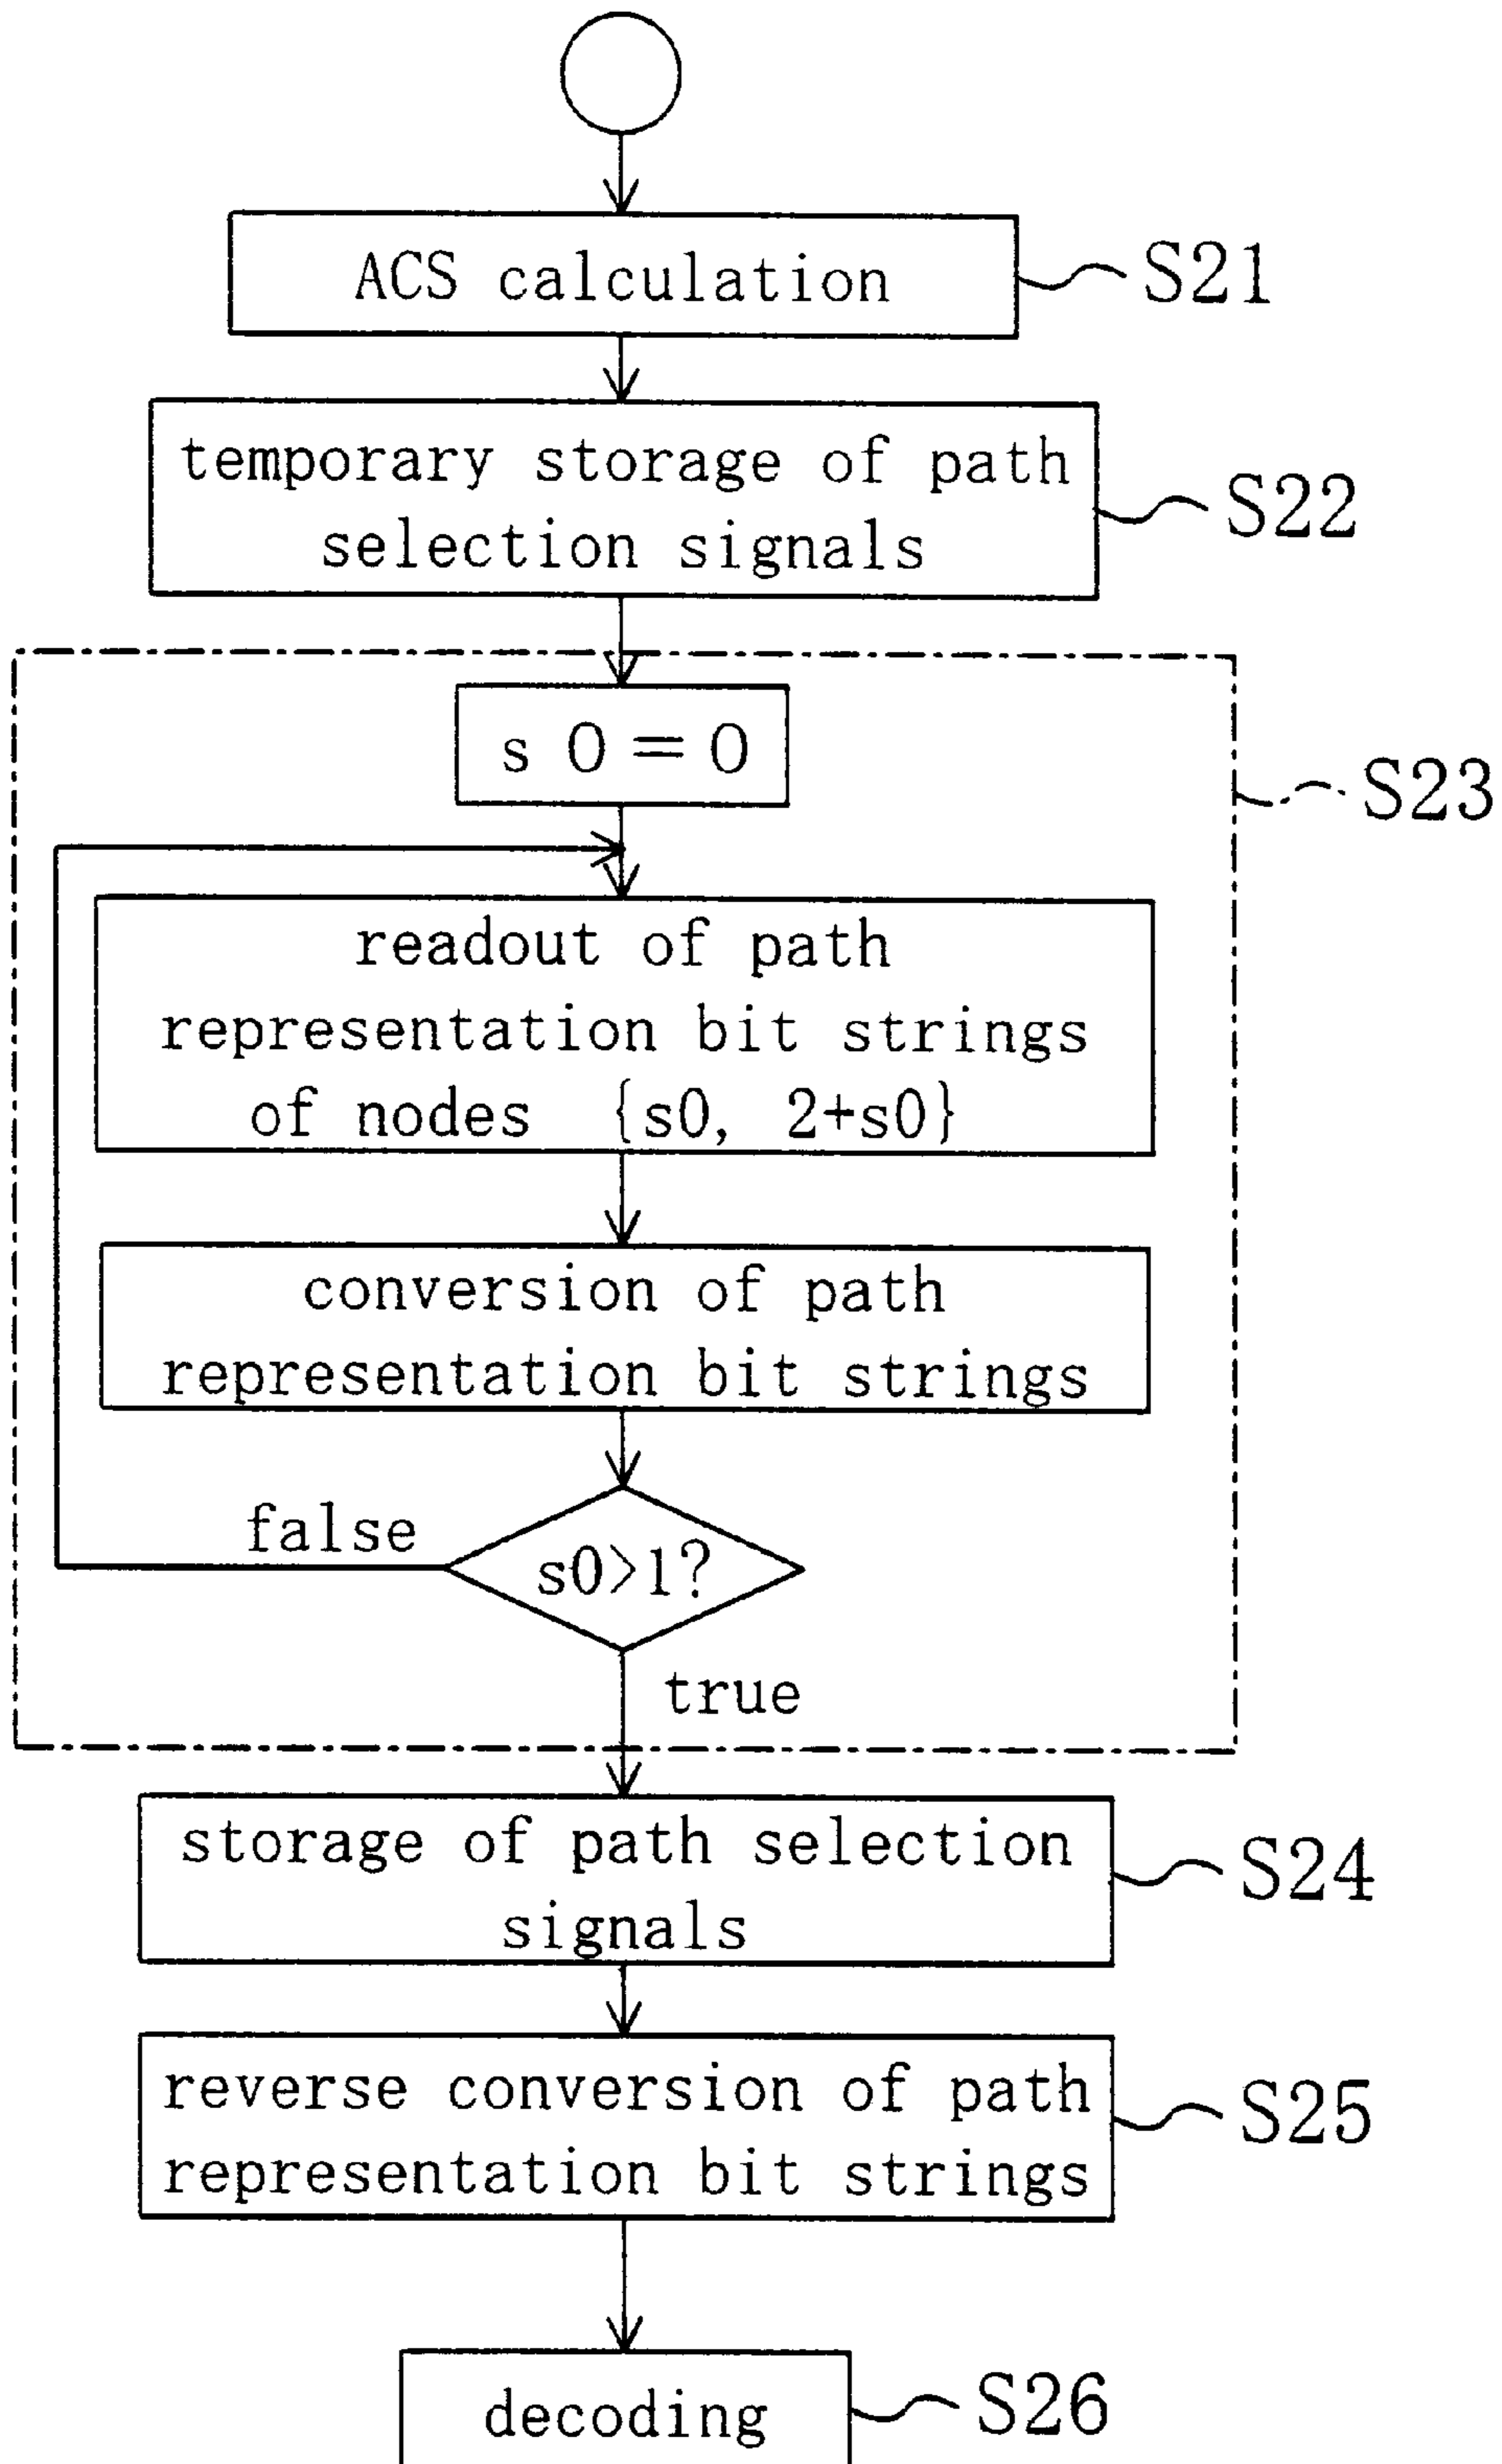 ACS calculation
S21
temporary storage of path
selection signals
S22
s 0 = 0
S23
readout of path
representation bit strings
of nodes {s0, 2+s0}
conversion of path
representation bit strings
false
s0>1?
true
storage of path selection
signals
S24
reverse conversion of path
representation bit strings
S25
decoding
S26